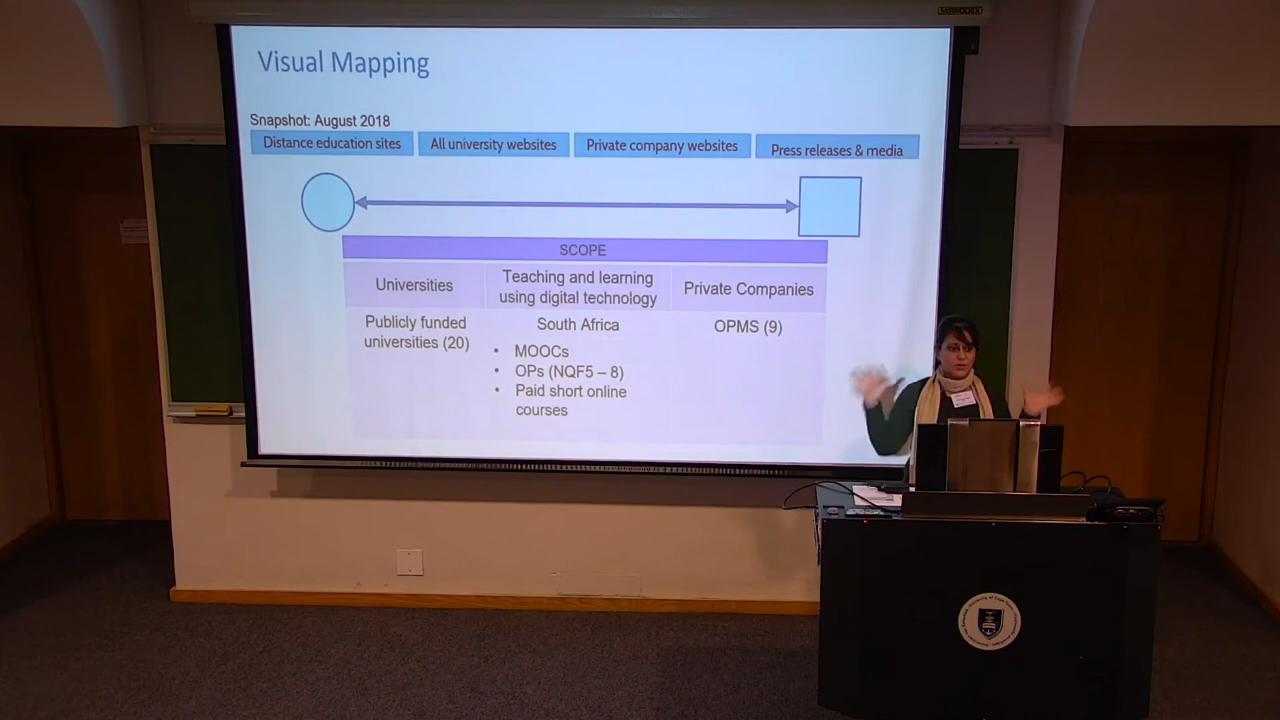 MIRRODEX
Visual Mapping
Snapshot: August 2018
Distance education sites
All university websites
Private company websites
Press releases & media
SCOPE
Universities
Teaching and learning
using digital technology
Private Companies
Publicly funded
universities (20)
South Africa
• MOOCs
• OPs (NQF5 – 8)
• Paid short online
courses
OPMS (9)